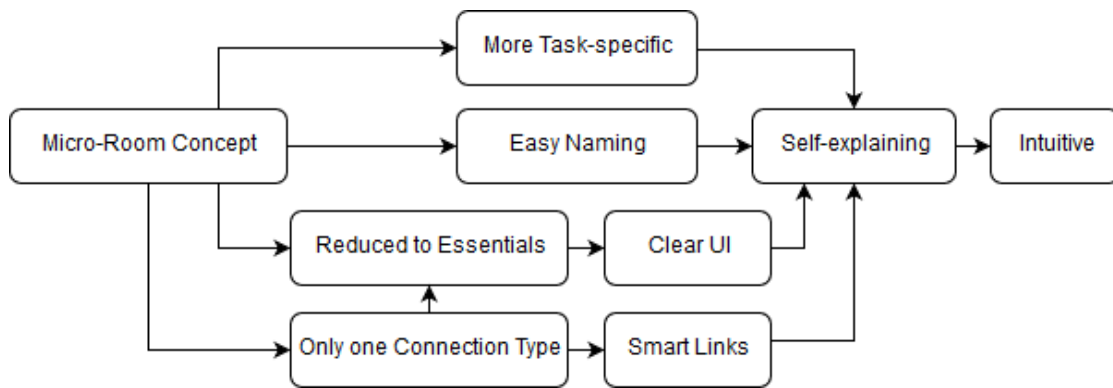 More Task-specific
Micro-Room Concept
Easy Naming
Self-explaining
Intuitive
Reduced to Essentials
Clear UI
Only one Connection Type
Smart Links